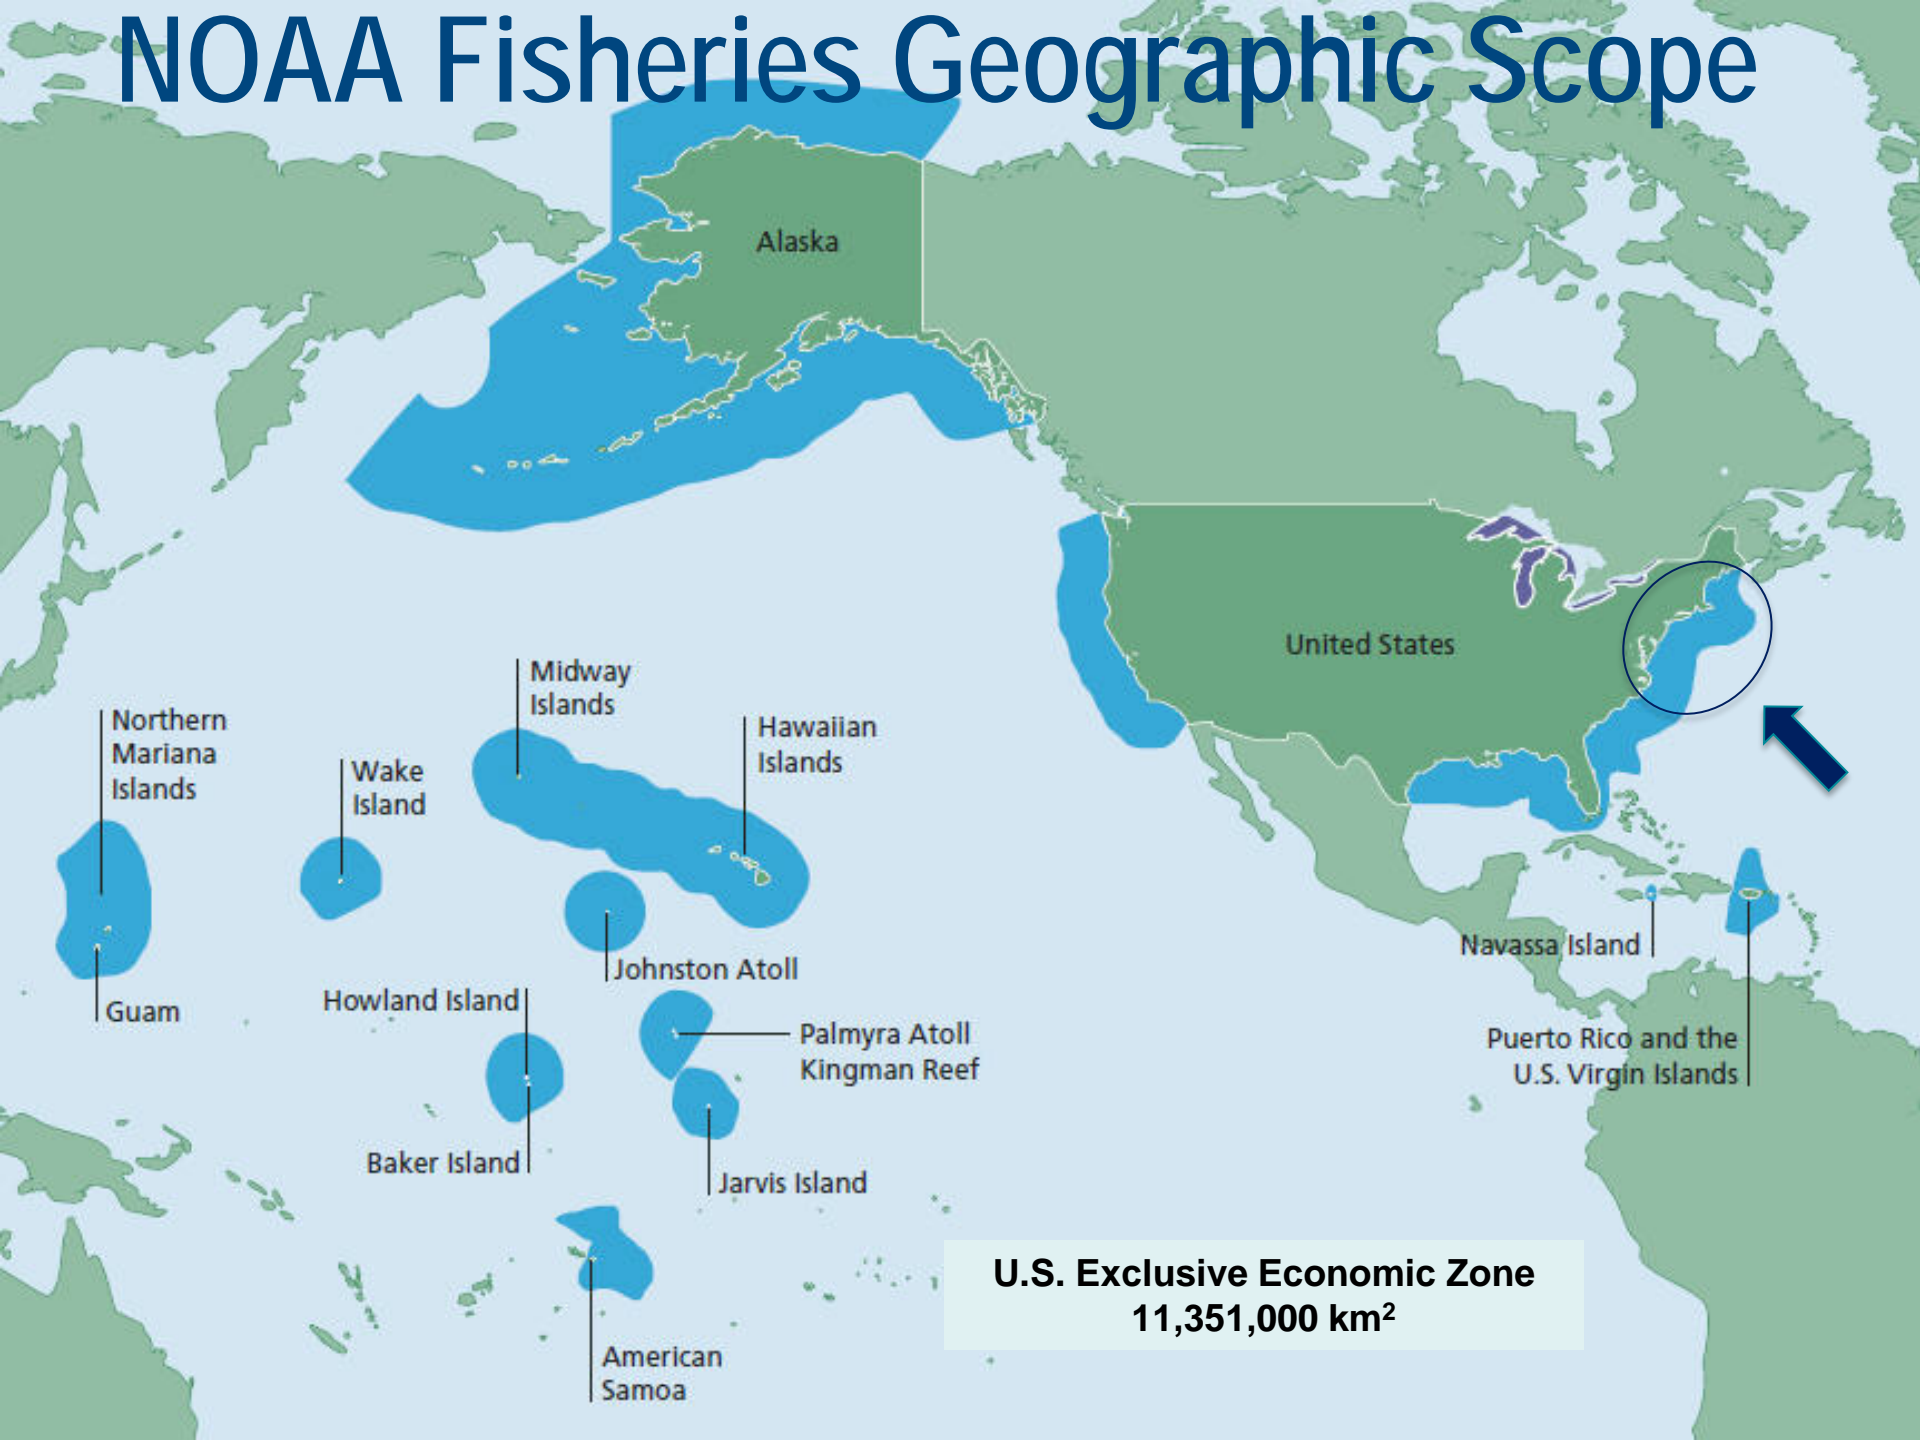 NOAA Fisheries Geographic Scope
Alaska
United States
Midway
Islands
Hawaiian
Islands
Northern
Mariana
Islands
Wake
Island
Guam
Johnston Atoll
Howland Island
Palmyra Atoll
Kingman Reef
Baker Island
Jarvis Island
American
Samoa
Navassa Island
Puerto Rico and the
U.S. Virgin Islands
U.S. Exclusive Economic Zone
11,351,000 km²